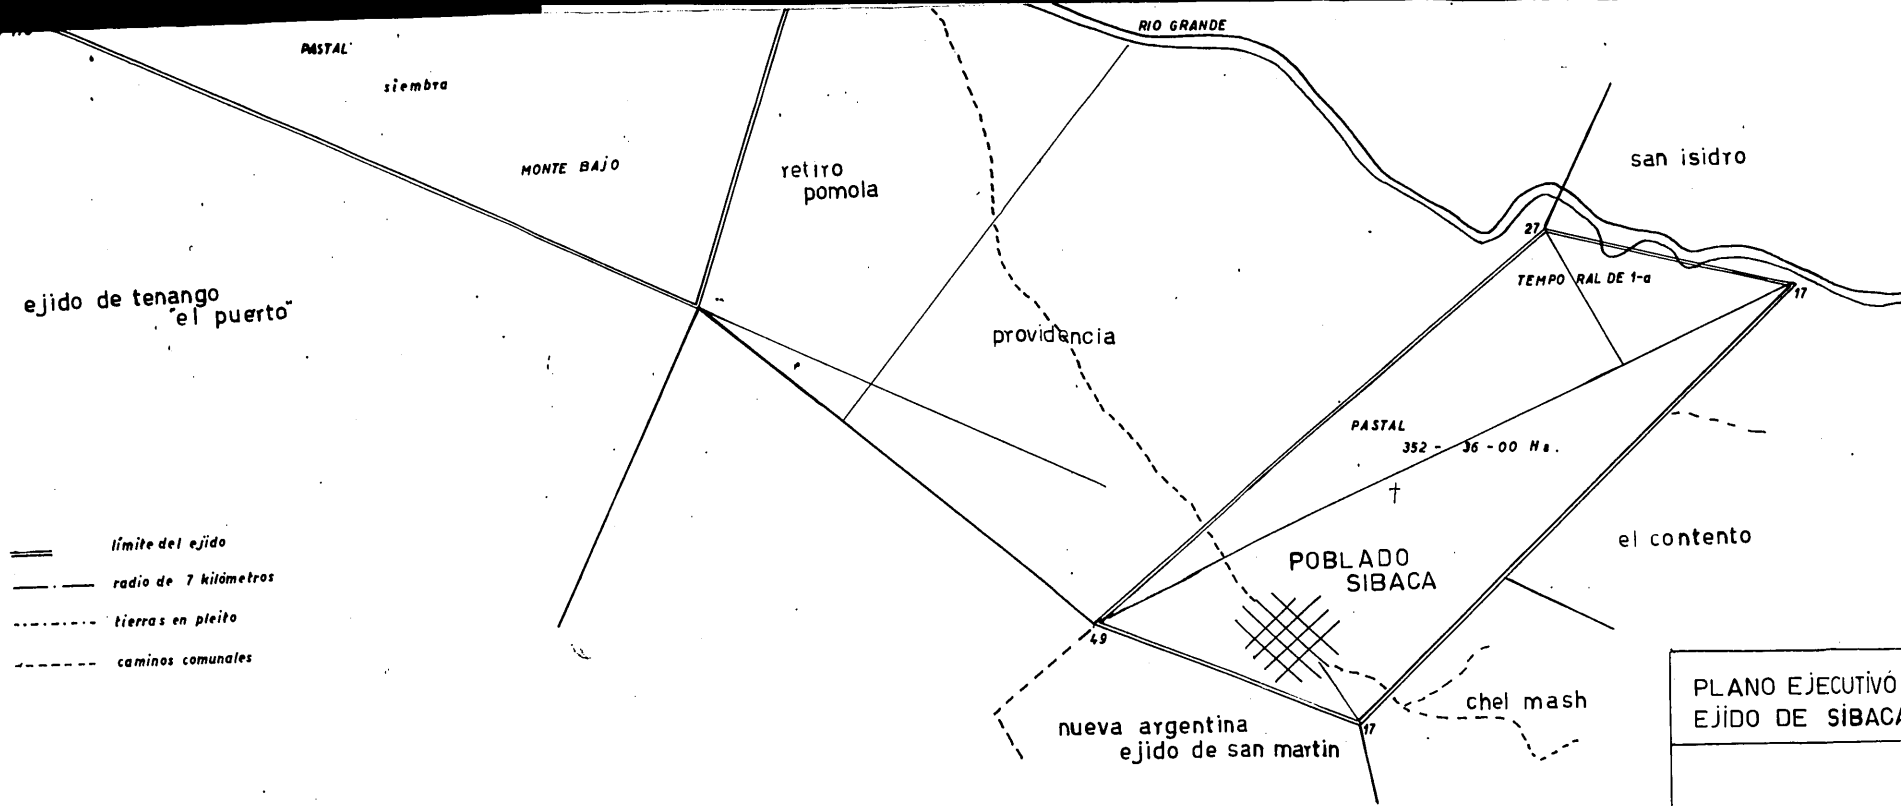 RIO GRANDE
PASTAL
siembra
MONTE BAJO
retiro
pomola
san isidro
27
TEMPO RAL DE 1-a
17
ejido de tenango
"el puerto"
providencia
PASTAL
352 - 36 - 00 Hs.
límite del ejido
radio de 7 kilómetros
tierras en pleito
caminos comunales
el contento
POBLADO
SIBACA
49
17
chel mash
nueva argentina
ejido de san martin
PLANO EJECUTIVO
EJIDO DE SIBACA